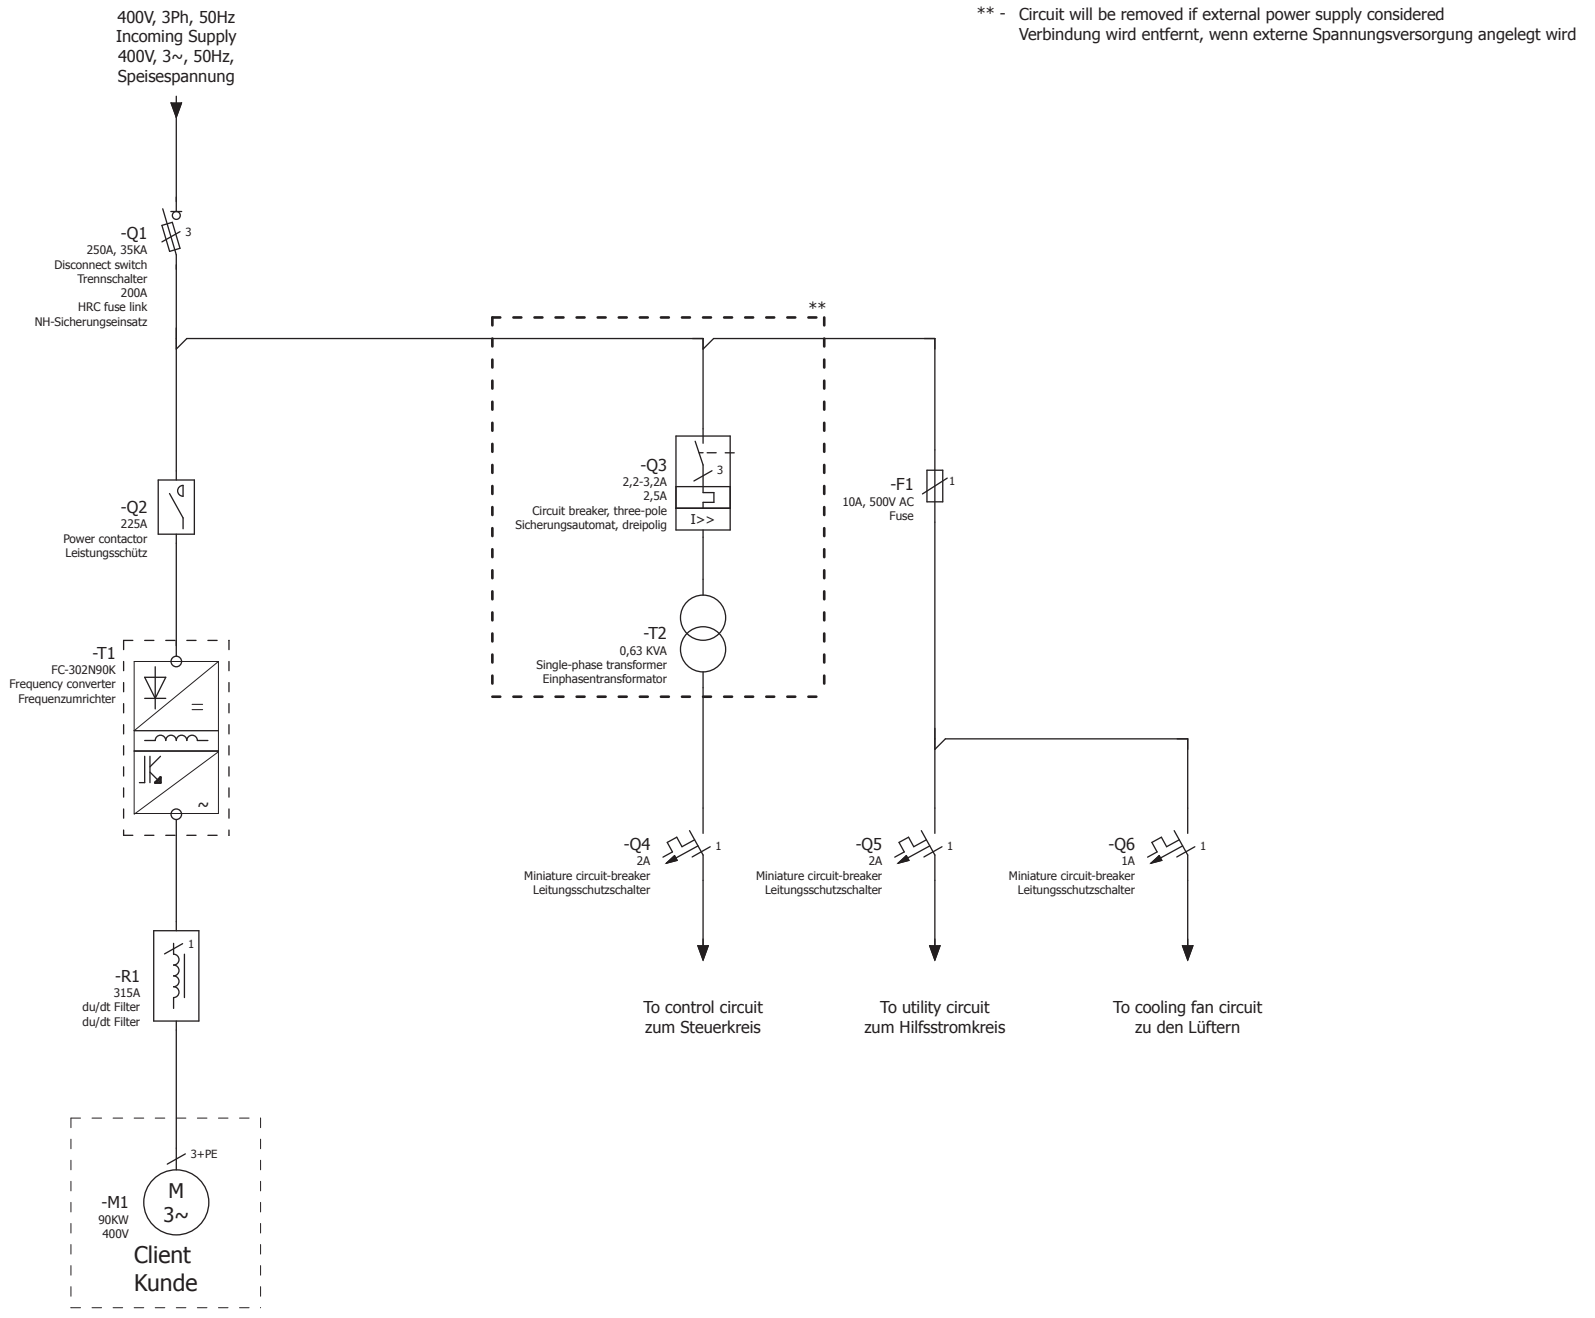 400V, 3Ph, 50Hz
Incoming Supply
400V, 3~, 50Hz,
Speisespannung
** - Circuit will be removed if external power supply considered
Verbindung wird entfernt, wenn externe Spannungsversorgung angelegt wird
-Q1
3
250A, 35KA
Disconnect switch
Trennschalter
200A
HRC fuse link
NH-Sicherungseinsatz
**
-Q2
225A
Power contactor
Leistungsschütz
-Q3
3
2,2-3,2A
2,5A
Circuit breaker, three-pole
Sicherungsautomat, dreipolig
I>>
-F1
1
10A, 500V AC
Fuse
-T1
FC-302N90K
Frequency converter
Frequenzumrichter
=
~
-T2
0,63 KVA
Single-phase transformer
Einphasentransformator
-Q4
1
2A
Miniature circuit-breaker
Leitungsschutzschalter
-Q5
1
2A
Miniature circuit-breaker
Leitungsschutzschalter
-Q6
1
1A
Miniature circuit-breaker
Leitungsschutzschalter
1
-R1
315A
du/dt Filter
du/dt Filter
To control circuit
zum Steuerkreis
To utility circuit
zum Hilfsstromkreis
To cooling fan circuit
zu den Lüftern
3+PE
-M1
90KW
400V
M
3~
Client
Kunde